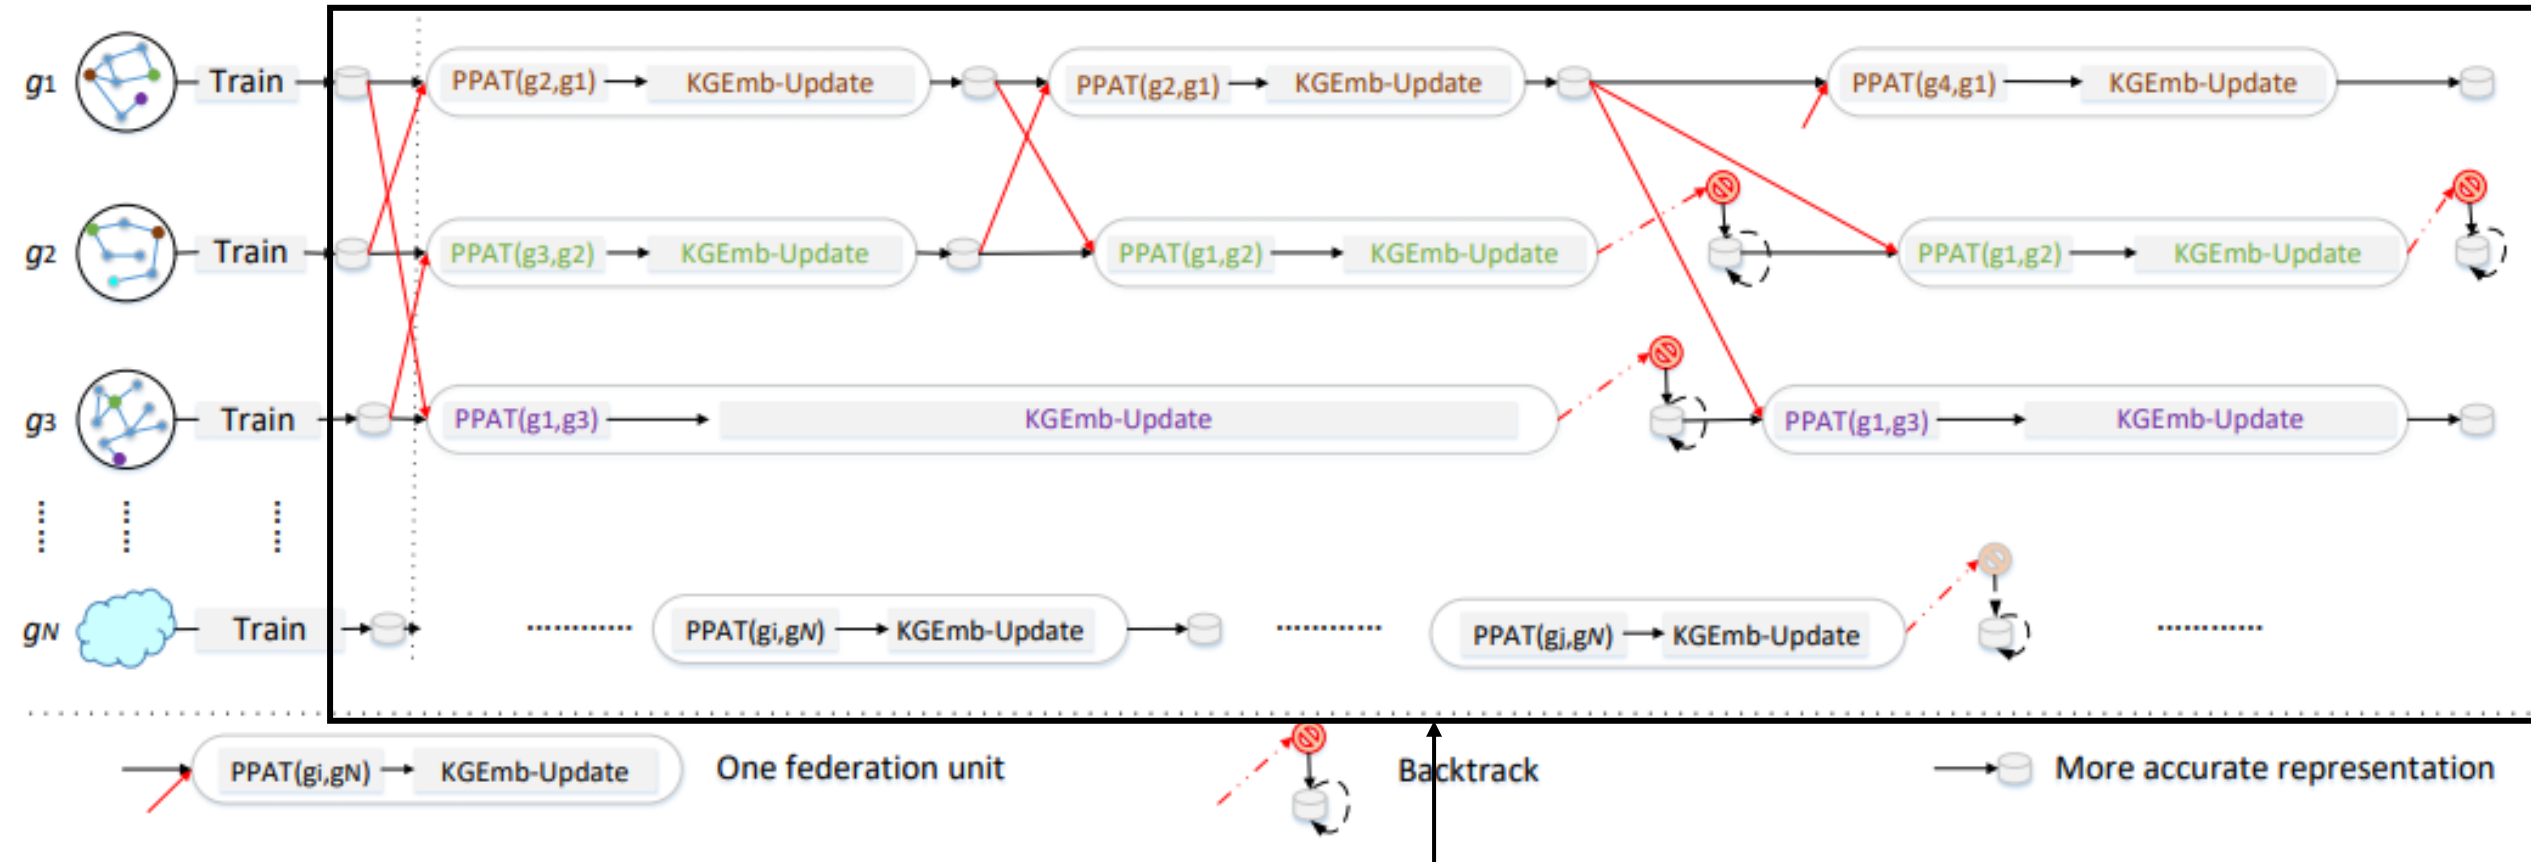 g1 Train PPAT(g2,g1) KGEmb-Update PPAT(g2,g1) KGEmb-Update PPAT(g4,g1) KGEmb-Update
g2 Train PPAT(g3,g2) KGEmb-Update PPAT(g1,g2) KGEmb-Update PPAT(g1,g2) KGEmb-Update
g3 Train PPAT(g1,g3) KGEmb-Update PPAT(g1,g3) KGEmb-Update
gN Train PPAT(gi,gN) KGEmb-Update PPAT(gj,gN) KGEmb-Update
PPAT(gi,gN) KGEmb-Update One federation unit Backtrack More accurate representation